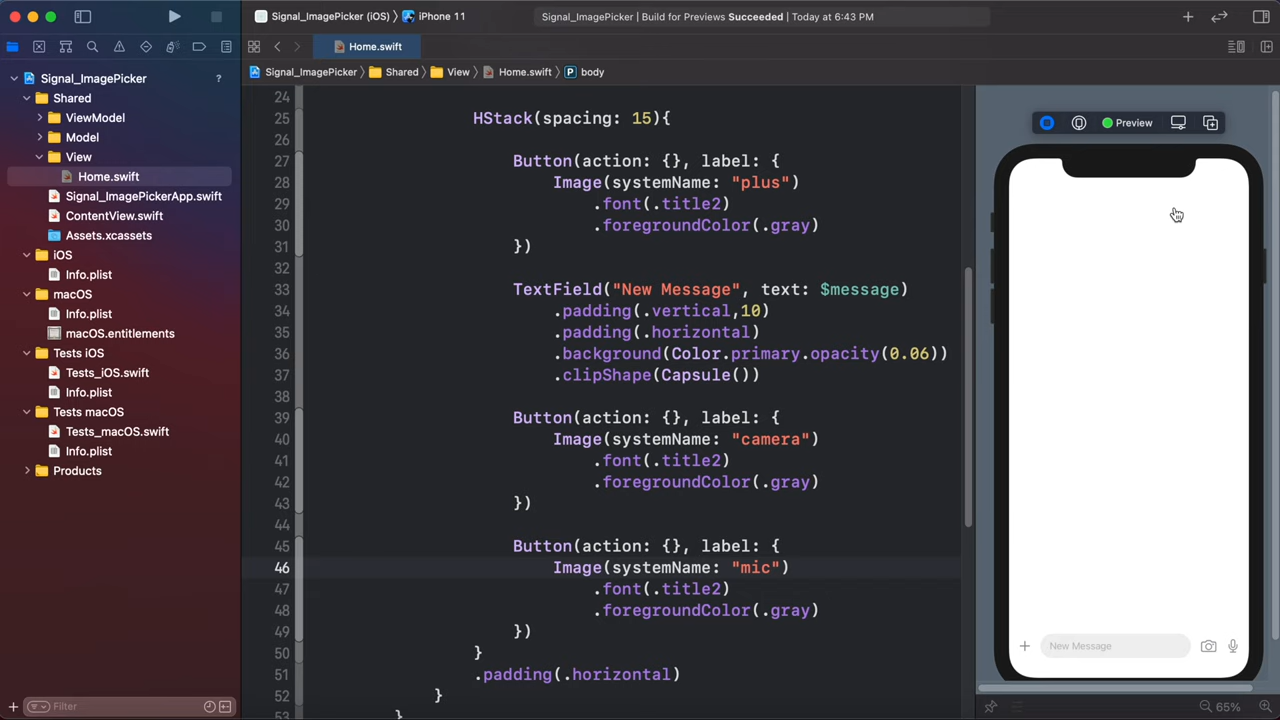 Signal_ImagePicker (iOS) 〉 iPhone 11
Signal_ImagePicker | Build for Previews Succeeded | Today at 6:43 PM
Home.swift
Signal_ImagePicker 〉 Shared 〉 View 〉 Home.swift 〉 P body
Signal_ImagePicker ?
Shared
ViewModel
Model
View
Home.swift
Signal_ImagePickerApp.swift
ContentView.swift
Assets.xcassets
iOS
Info.plist
macOS
Info.plist
macOS.entitlements
Tests iOS
Tests_iOS.swift
Info.plist
Tests macOS
Tests_macOS.swift
Info.plist
Products
Filter
24
25 HStack(spacing: 15){
26
27 Button(action: {}, label: {
28 Image(systemName: "plus")
29 .font(.title2)
30 .foregroundColor(.gray)
31 })
32
33 TextField("New Message", text: $message)
34 .padding(.vertical,10)
35 .padding(.horizontal)
36 .background(Color.primary.opacity(0.06))
37 .clipShape(Capsule())
38
39 Button(action: {}, label: {
40 Image(systemName: "camera")
41 .font(.title2)
42 .foregroundColor(.gray)
43 })
44
45 Button(action: {}, label: {
46 Image(systemName: "mic")
47 .font(.title2)
48 .foregroundColor(.gray)
49 })
50 }
51 .padding(.horizontal)
52 }
53 }
Preview
New Message
65%